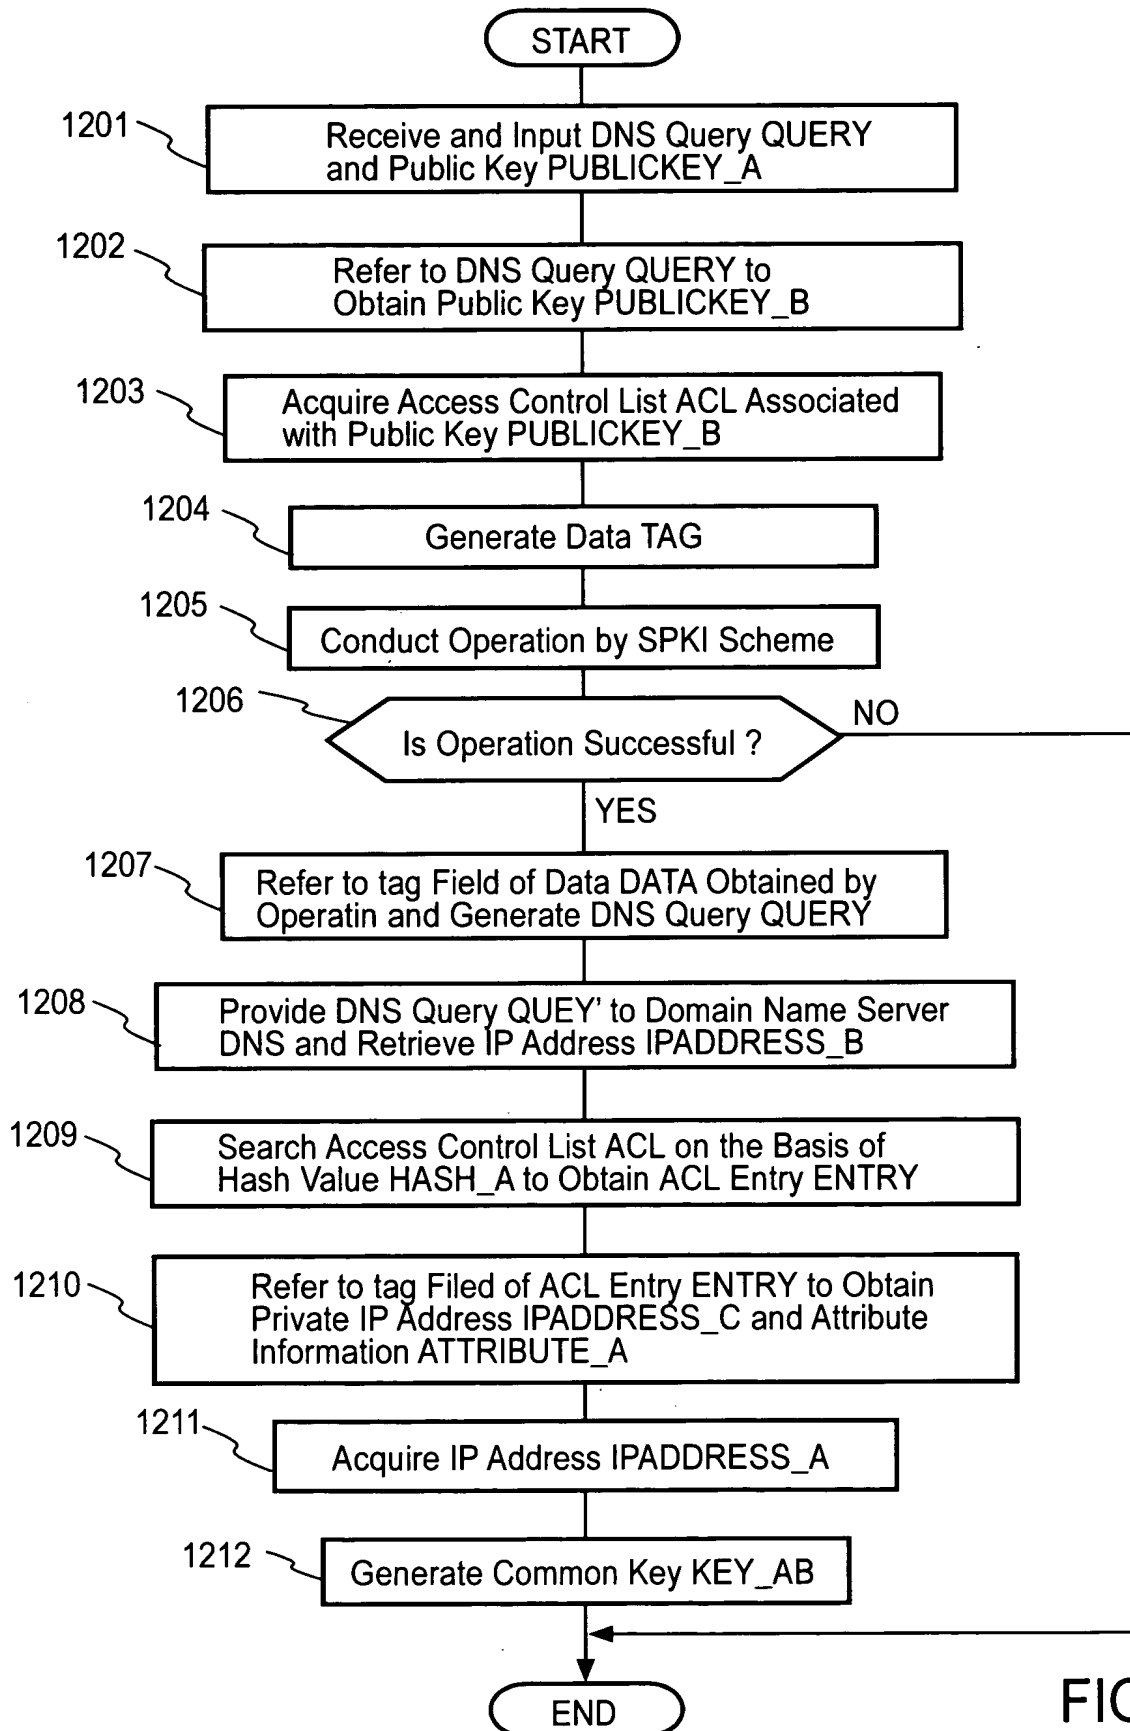 START
1201
Receive and Input DNS Query QUERY
and Public Key PUBLICKEY_A
1202
Refer to DNS Query QUERY to
Obtain Public Key PUBLICKEY_B
1203
Acquire Access Control List ACL Associated
with Public Key PUBLICKEY_B
1204
Generate Data TAG
1205
Conduct Operation by SPKI Scheme
1206
Is Operation Successful ?
NO
YES
1207
Refer to tag Field of Data DATA Obtained by
Operatin and Generate DNS Query QUERY
1208
Provide DNS Query QUEY' to Domain Name Server
DNS and Retrieve IP Address IPADDRESS_B
1209
Search Access Control List ACL on the Basis of
Hash Value HASH_A to Obtain ACL Entry ENTRY
1210
Refer to tag Filed of ACL Entry ENTRY to Obtain
Private IP Address IPADDRESS_C and Attribute
Information ATTRIBUTE_A
1211
Acquire IP Address IPADDRESS_A
1212
Generate Common Key KEY_AB
END